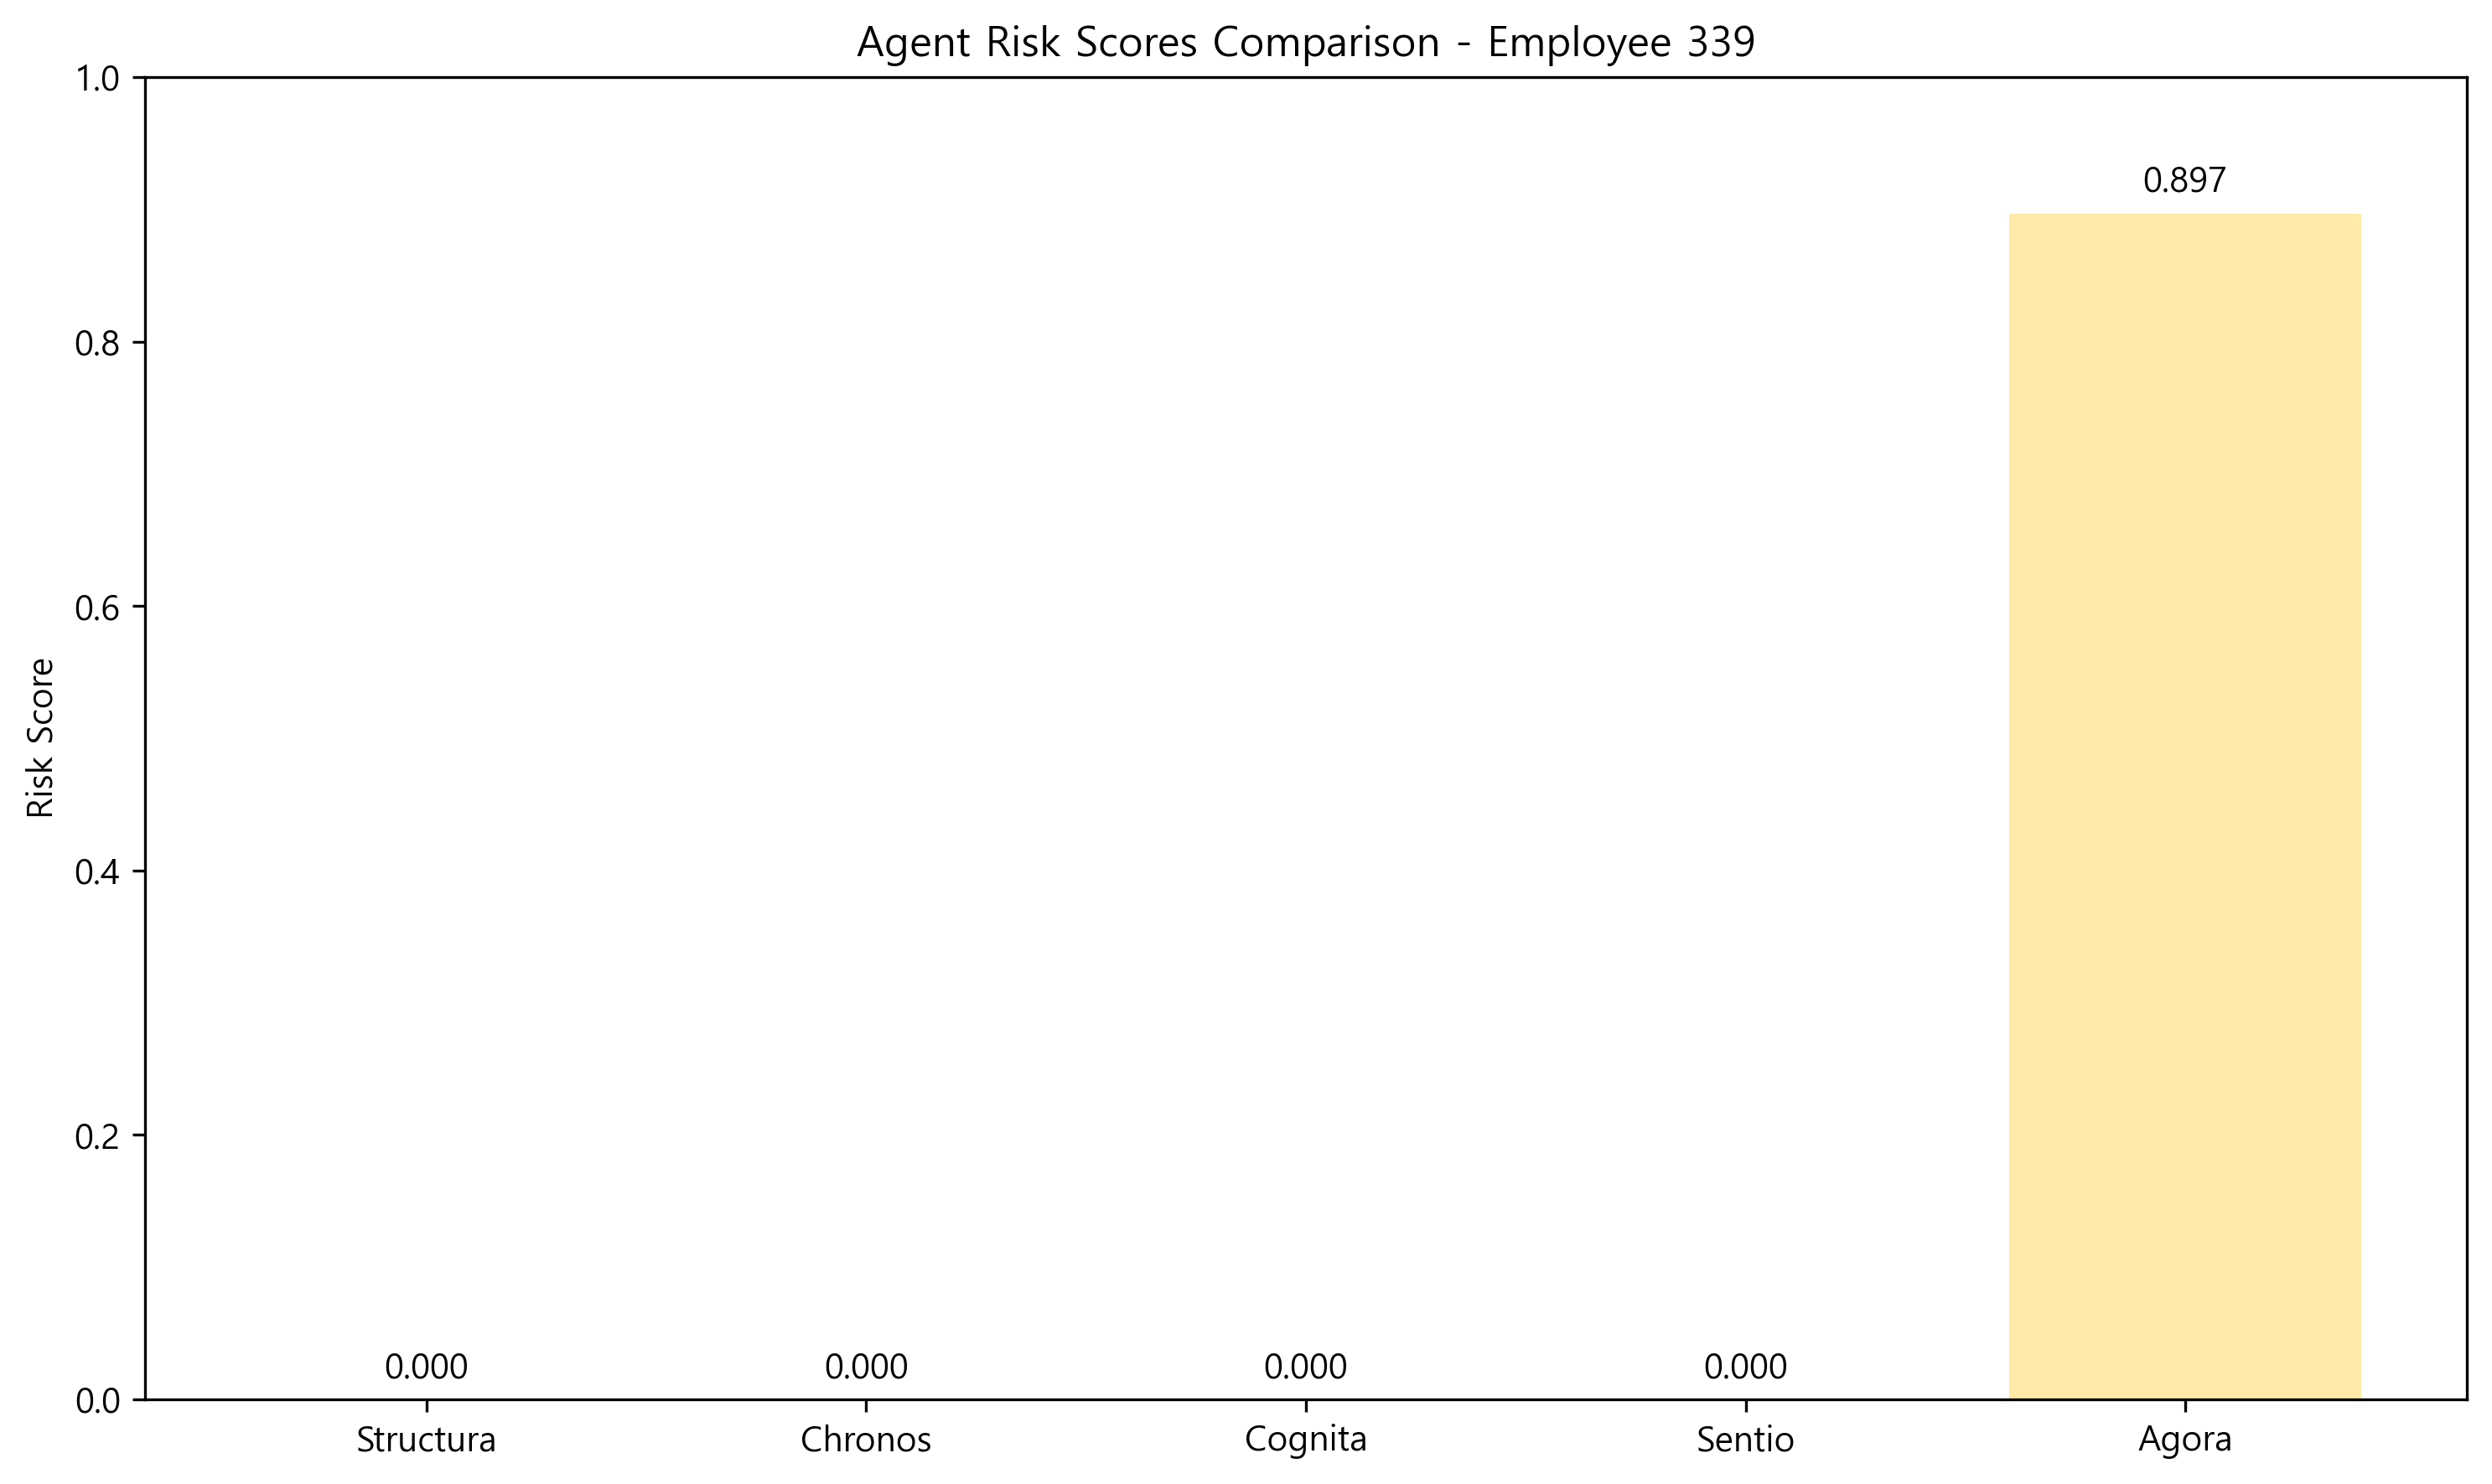 Agent Risk Scores Comparison - Employee 339
1.0
0.8
0.6
0.4
0.2
0.0
Risk Score
0.000
0.000
0.000
0.000
0.897
Structura
Chronos
Cognita
Sentio
Agora